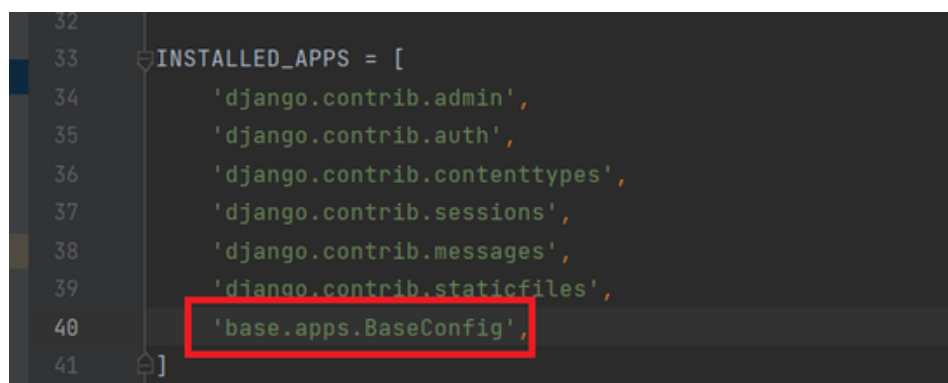 32
33 INSTALLED_APPS = [
34 'django.contrib.admin',
35 'django.contrib.auth',
36 'django.contrib.contenttypes',
37 'django.contrib.sessions',
38 'django.contrib.messages',
39 'django.contrib.staticfiles',
40 'base.apps.BaseConfig',
41 ]